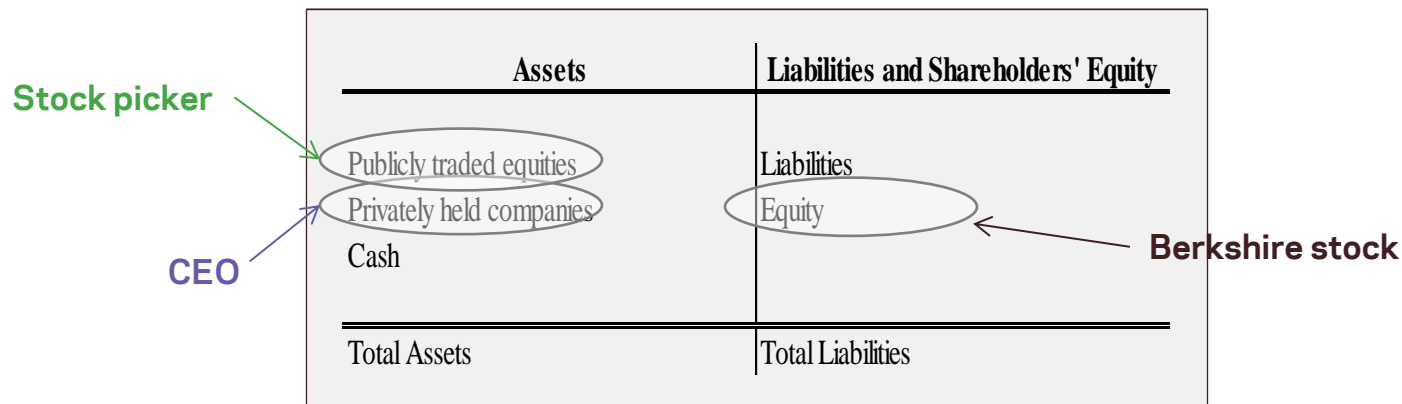 Assets
Liabilities and Shareholders' Equity
Stock picker
Publicly traded equities
Liabilities
Privately held companies
Equity
Berkshire stock
CEO
Cash
Total Assets
Total Liabilities